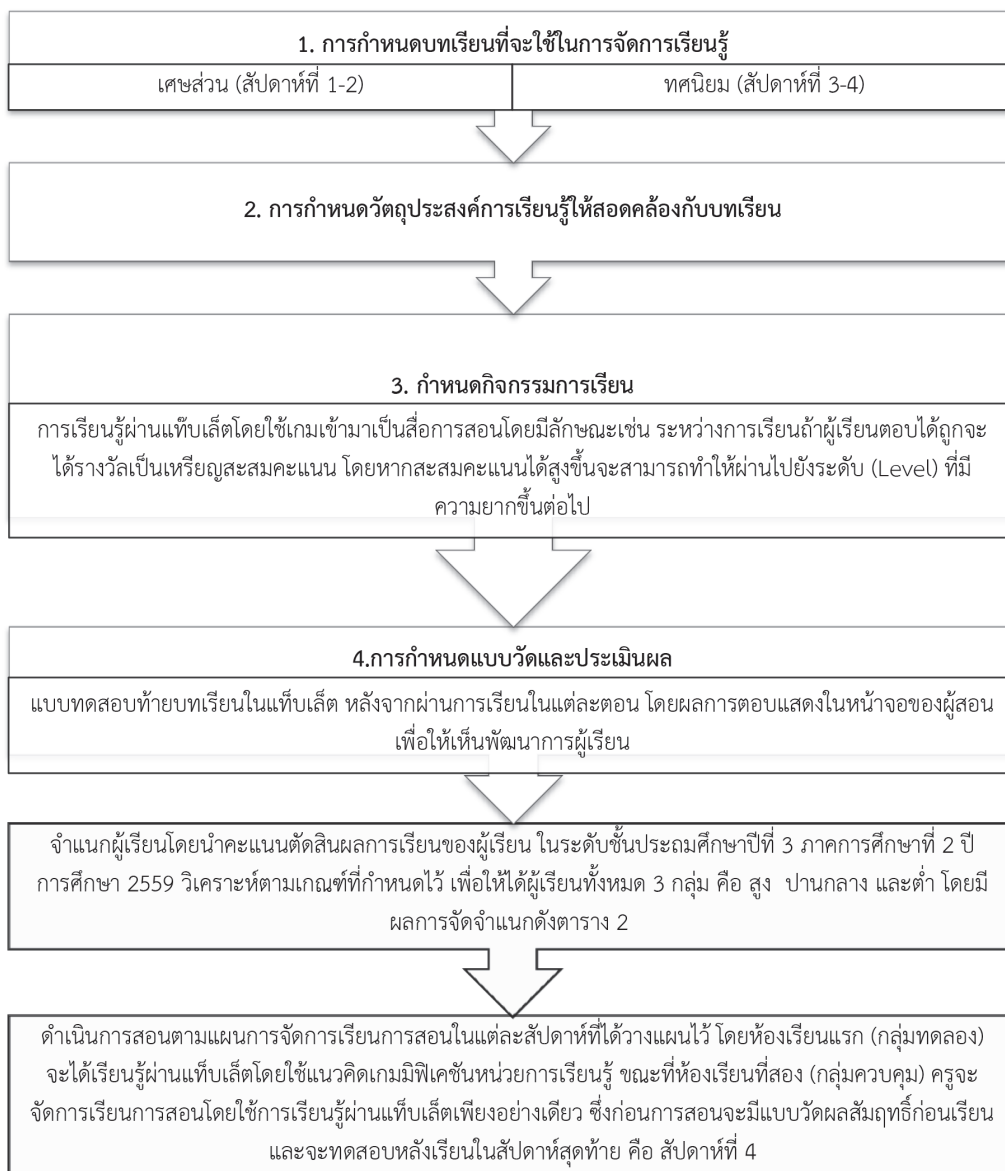 1. การกำหนดบทเรียนที่จะใช้ในการจัดการเรียนรู้
เศษส่วน (สัปดาห์ที่ 1-2)
ทศนิยม (สัปดาห์ที่ 3-4)
2. การกำหนดวัตถุประสงค์การเรียนรู้ให้สอดคล้องกับบทเรียน
3. กำหนดกิจกรรมการเรียน
การเรียนรู้ผ่านแท๊บเล็ตโดยใช้เกมเข้ามาเป็นสื่อการสอนโดยมีลักษณะเช่น ระหว่างการเรียนถ้าผู้เรียนตอบได้ถูกจะ
ได้รางวัลเป็นเหรียญสะสมคะแนน โดยหากสะสมคะแนนได้สูงขึ้นจะสามารถทำให้ผ่านไปยังระดับ (Level) ที่มี
ความยากขึ้นต่อไป
4.การกำหนดแบบวัดและประเมินผล
แบบทดสอบท้ายบทเรียนในแท็บเล็ต หลังจากผ่านการเรียนในแต่ละตอน โดยผลการตอบแสดงในหน้าจอของผู้สอน
เพื่อให้เห็นพัฒนาการผู้เรียน
จำแนกผู้เรียนโดยนำคะแนนตัดสินผลการเรียนของผู้เรียน ในระดับชั้นประถมศึกษาปีที่ 3 ภาคการศึกษาที่ 2 ปี
การศึกษา 2559 วิเคราะห์ตามเกณฑ์ที่กำหนดไว้ เพื่อให้ได้ผู้เรียนทั้งหมด 3 กลุ่ม คือ สูง ปานกลาง และต่ำ โดยมี
ผลการจัดจำแนกดังตาราง 2
ดำเนินการสอนตามแผนการจัดการเรียนการสอนในแต่ละสัปดาห์ที่ได้วางแผนไว้ โดยห้องเรียนแรก (กลุ่มทดลอง)
จะได้เรียนรู้ผ่านแท็บเล็ตโดยใช้แนวคิดเกมมิฟิเคชันหน่วยการเรียนรู้ ขณะที่ห้องเรียนที่สอง (กลุ่มควบคุม) ครูจะ
จัดการเรียนการสอนโดยใช้การเรียนรู้ผ่านแท็บเล็ตเพียงอย่างเดียว ซึ่งก่อนการสอนจะมีแบบวัดผลสัมฤทธิ์ก่อนเรียน
และจะทดสอบหลังเรียนในสัปดาห์สุดท้าย คือ สัปดาห์ที่ 4